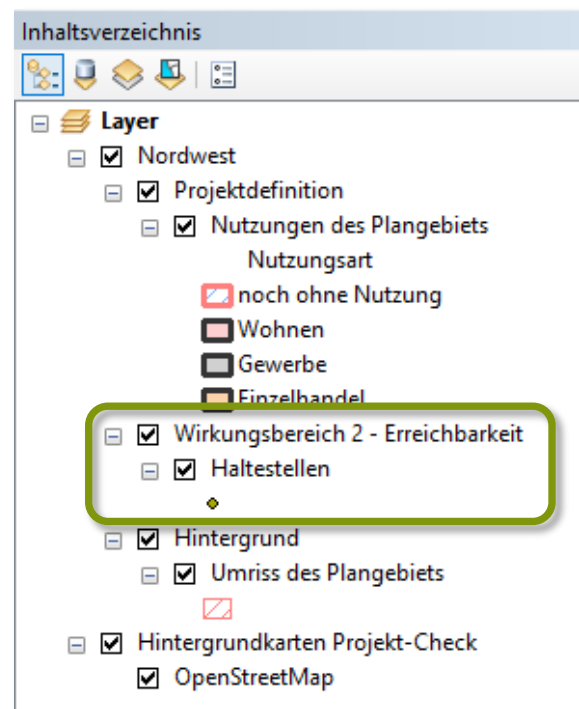 Inhaltsverzeichnis
Layer
Nordwest
Projektdefinition
Nutzungen des Plangebiets
Nutzungsart
noch ohne Nutzung
Wohnen
Gewerbe
Einzelhandel
Wirkungsbereich 2 - Erreichbarkeit
Haltestellen
Hintergrund
Umriss des Plangebiets
Hintergrundkarten Projekt-Check
OpenStreetMap